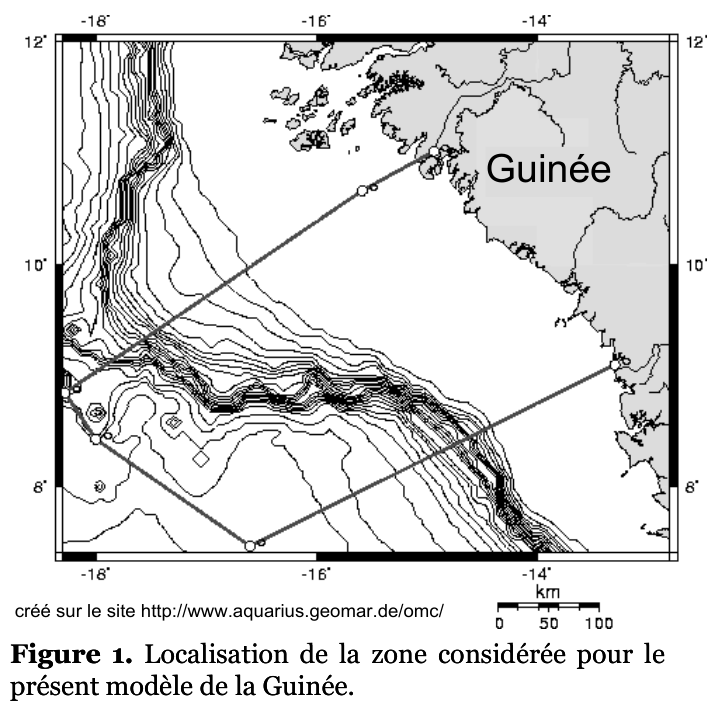 -18° -16° -14°
12° 12°
Guinée
10° 10°
8° 8°
-18° -16° -14°
km
créé sur le site http://www.aquarius.geomar.de/omc/
0 50 100
Figure 1. Localisation de la zone considérée pour le
présent modèle de la Guinée.